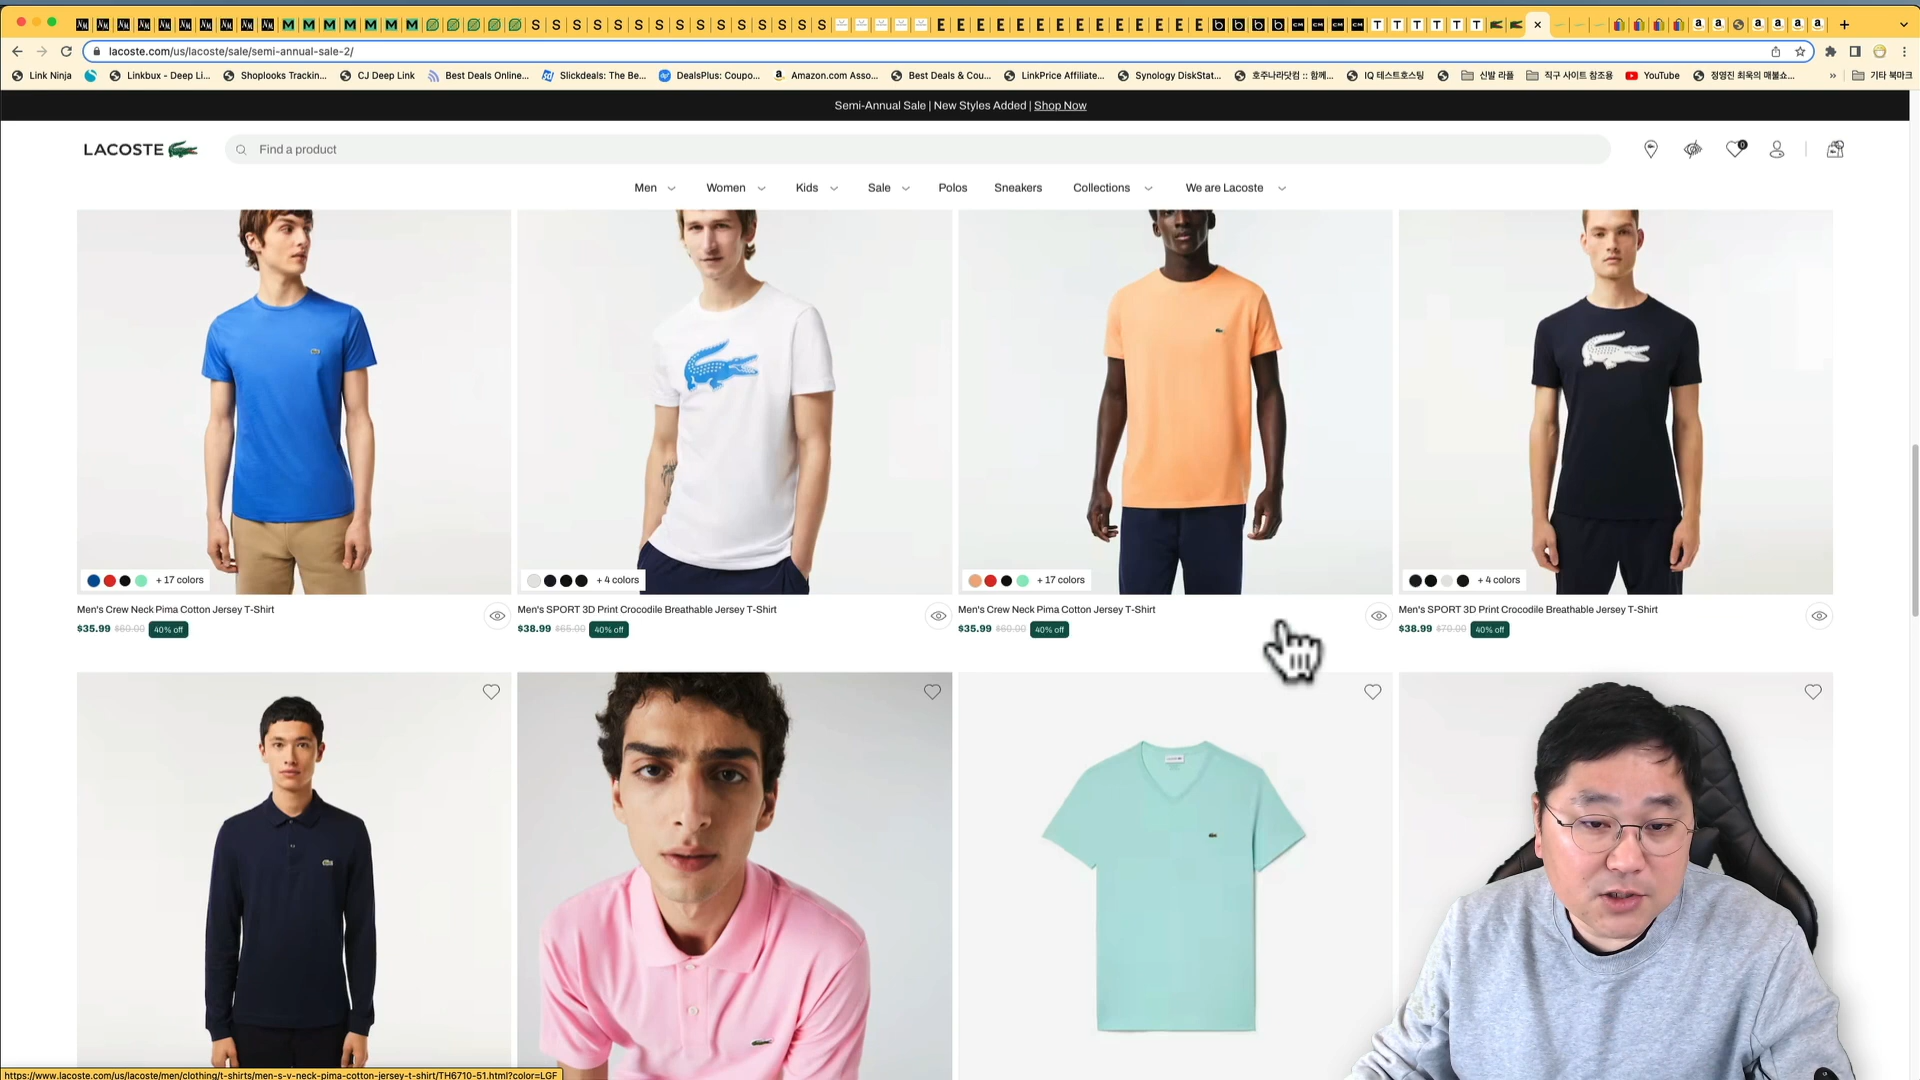 lacoste.com/us/lacoste/sale/semi-annual-sale-2/
Link Ninja
Linkbux - Deep Li...
Shoplooks Trackin...
CJ Deep Link
Best Deals Online...
Slickdeals: The Be...
DealsPlus: Coupo...
Amazon.com Asso...
Best Deals & Cou...
LinkPrice Affiliate...
Synology DiskStat...
호주나라닷컴 :: 함께...
IQ 테스트호스팅
신발 라플
직구 사이트 참조용
YouTube
정영진 최욱의 매불쇼...
»
기타 북마크
Semi-Annual Sale | New Styles Added | Shop Now
LACOSTE
Find a product
0
Men
Women
Kids
Sale
Polos
Sneakers
Collections
We are Lacoste
+ 17 colors
+ 4 colors
+ 17 colors
+ 4 colors
Men's Crew Neck Pima Cotton Jersey T-Shirt
$35.99 $60.00 40% off
Men's SPORT 3D Print Crocodile Breathable Jersey T-Shirt
$38.99 $65.00 40% off
Men's Crew Neck Pima Cotton Jersey T-Shirt
$35.99 $60.00 40% off
Men's SPORT 3D Print Crocodile Breathable Jersey T-Shirt
$38.99 $70.00 40% off
https://www.lacoste.com/us/lacoste/men/clothing/t-shirts/men-s-v-neck-pima-cotton-jersey-t-shirt/TH6710-51.html?color=LGF